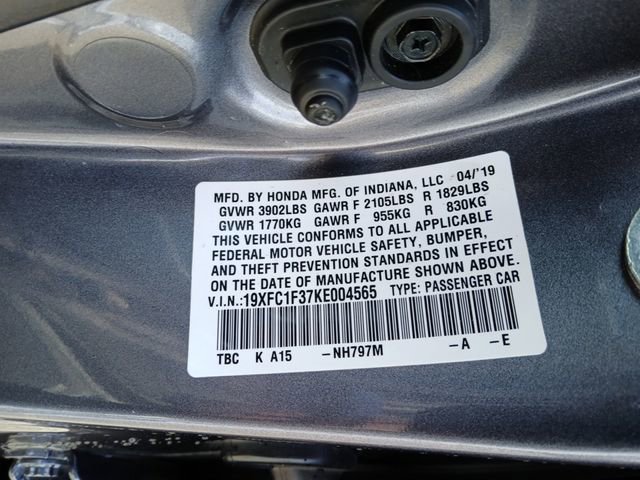 MFD. BY HONDA MFG. OF INDIANA, LLC 04/'19
GVWR 3902LBS GAWR F 2105LBS R 1829LBS
GVWR 1770KG GAWR F 955KG R 830KG
THIS VEHICLE CONFORMS TO ALL APPLICABLE
FEDERAL MOTOR VEHICLE SAFETY, BUMPER,
AND THEFT PREVENTION STANDARDS IN EFFECT
ON THE DATE OF MANUFACTURE SHOWN ABOVE.
V.I.N.:19XFC1F37KE004565 TYPE: PASSENGER CAR
TBC K A15 -NH797M -A -E